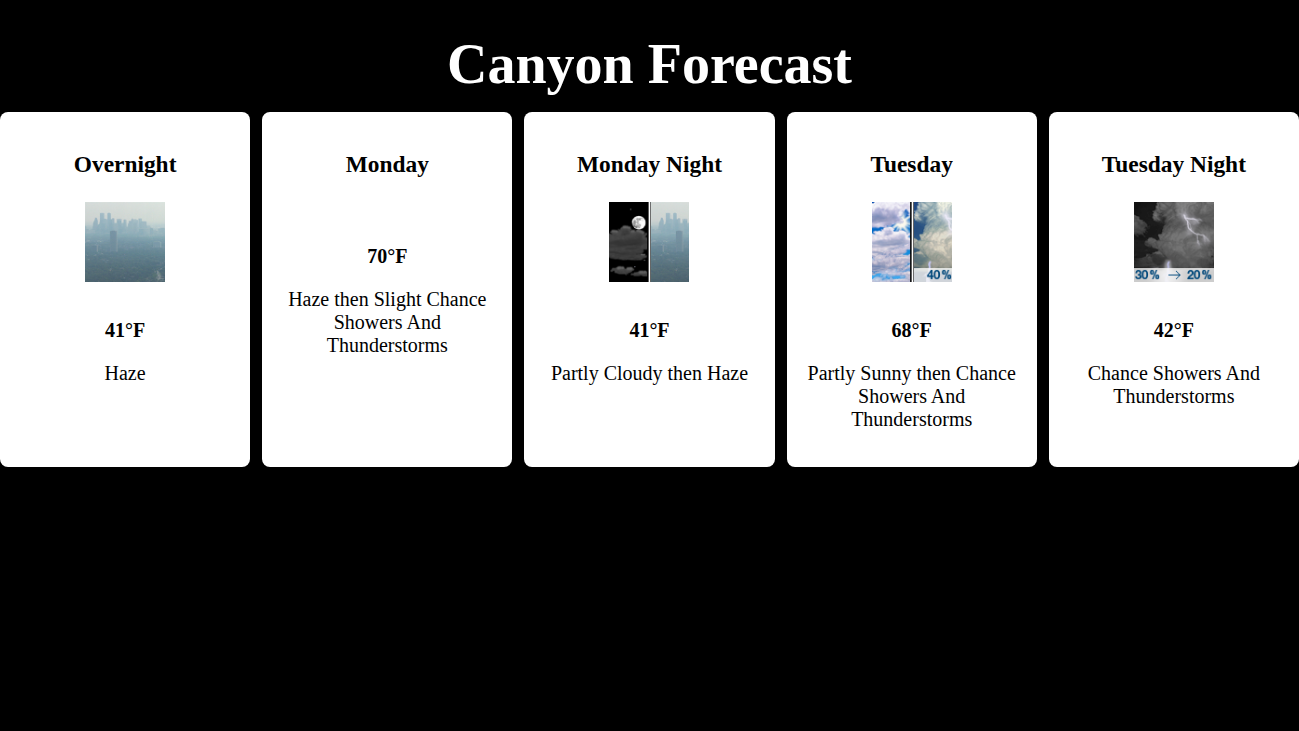 Canyon Forecast
Overnight
41°F
Haze
Monday
70°F
Haze then Slight Chance
Showers And
Thunderstorms
Monday Night
41°F
Partly Cloudy then Haze
Tuesday
40%
68°F
Partly Sunny then Chance
Showers And
Thunderstorms
Tuesday Night
30% → 20%
42°F
Chance Showers And
Thunderstorms